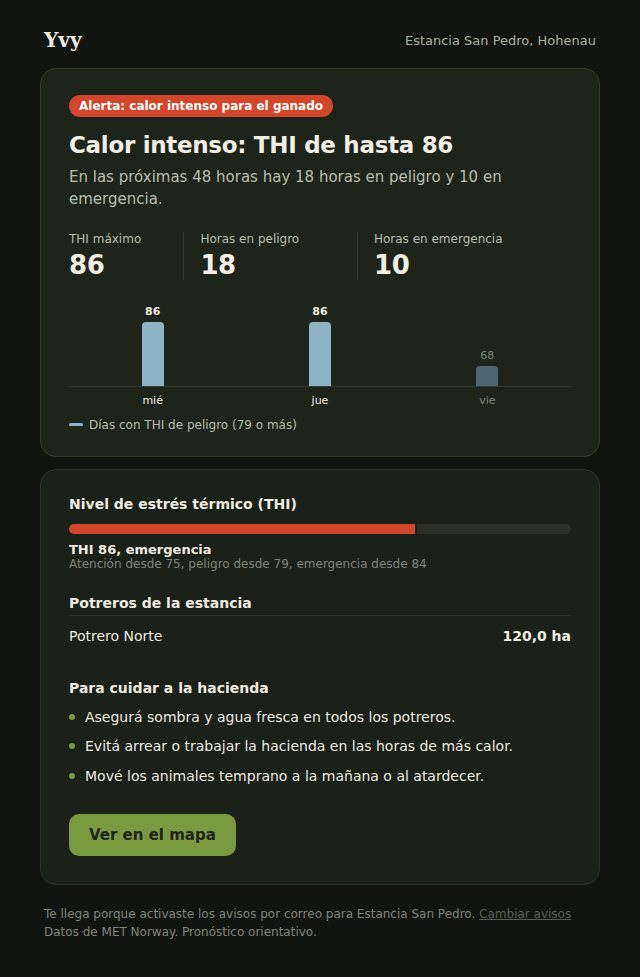 Yvy
Estancia San Pedro, Hohenau
Alerta: calor intenso para el ganado
Calor intenso: THI de hasta 86
En las próximas 48 horas hay 18 horas en peligro y 10 en
emergencia.
THI máximo
86
Horas en peligro
18
Horas en emergencia
10
86
86
68
mié
jue
vie
Días con THI de peligro (79 o más)
Nivel de estrés térmico (THI)
THI 86, emergencia
Atención desde 75, peligro desde 79, emergencia desde 84
Potreros de la estancia
Potrero Norte
120,0 ha
Para cuidar a la hacienda
Asegurá sombra y agua fresca en todos los potreros.
Evitá arrear o trabajar la hacienda en las horas de más calor.
Mové los animales temprano a la mañana o al atardecer.
Ver en el mapa
Te llega porque activaste los avisos por correo para Estancia San Pedro. Cambiar avisos
Datos de MET Norway. Pronóstico orientativo.